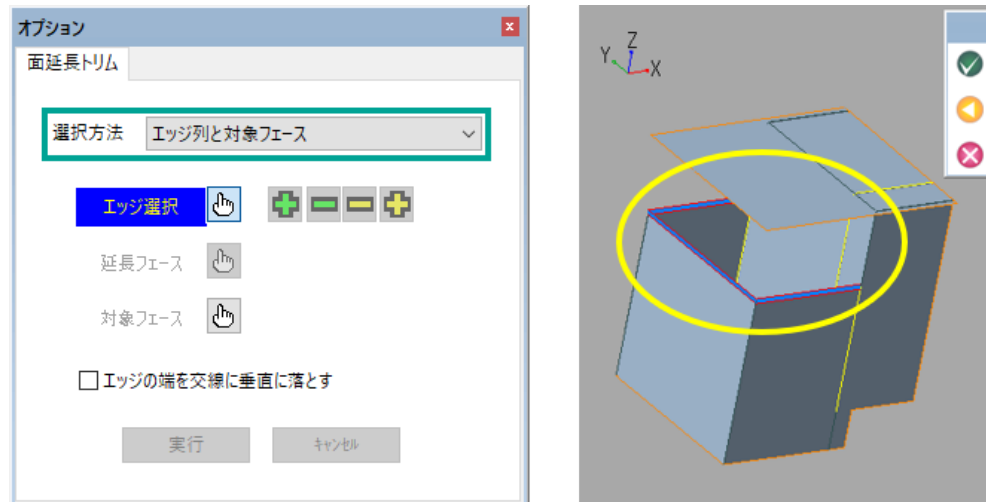 オプション
面延長トリム
選択方法 エッジ列と対象フェース
エッジ選択
延長フェース
対象フェース
エッジの端を交線に垂直に落とす
実行 キャンセル
Z
Y
X